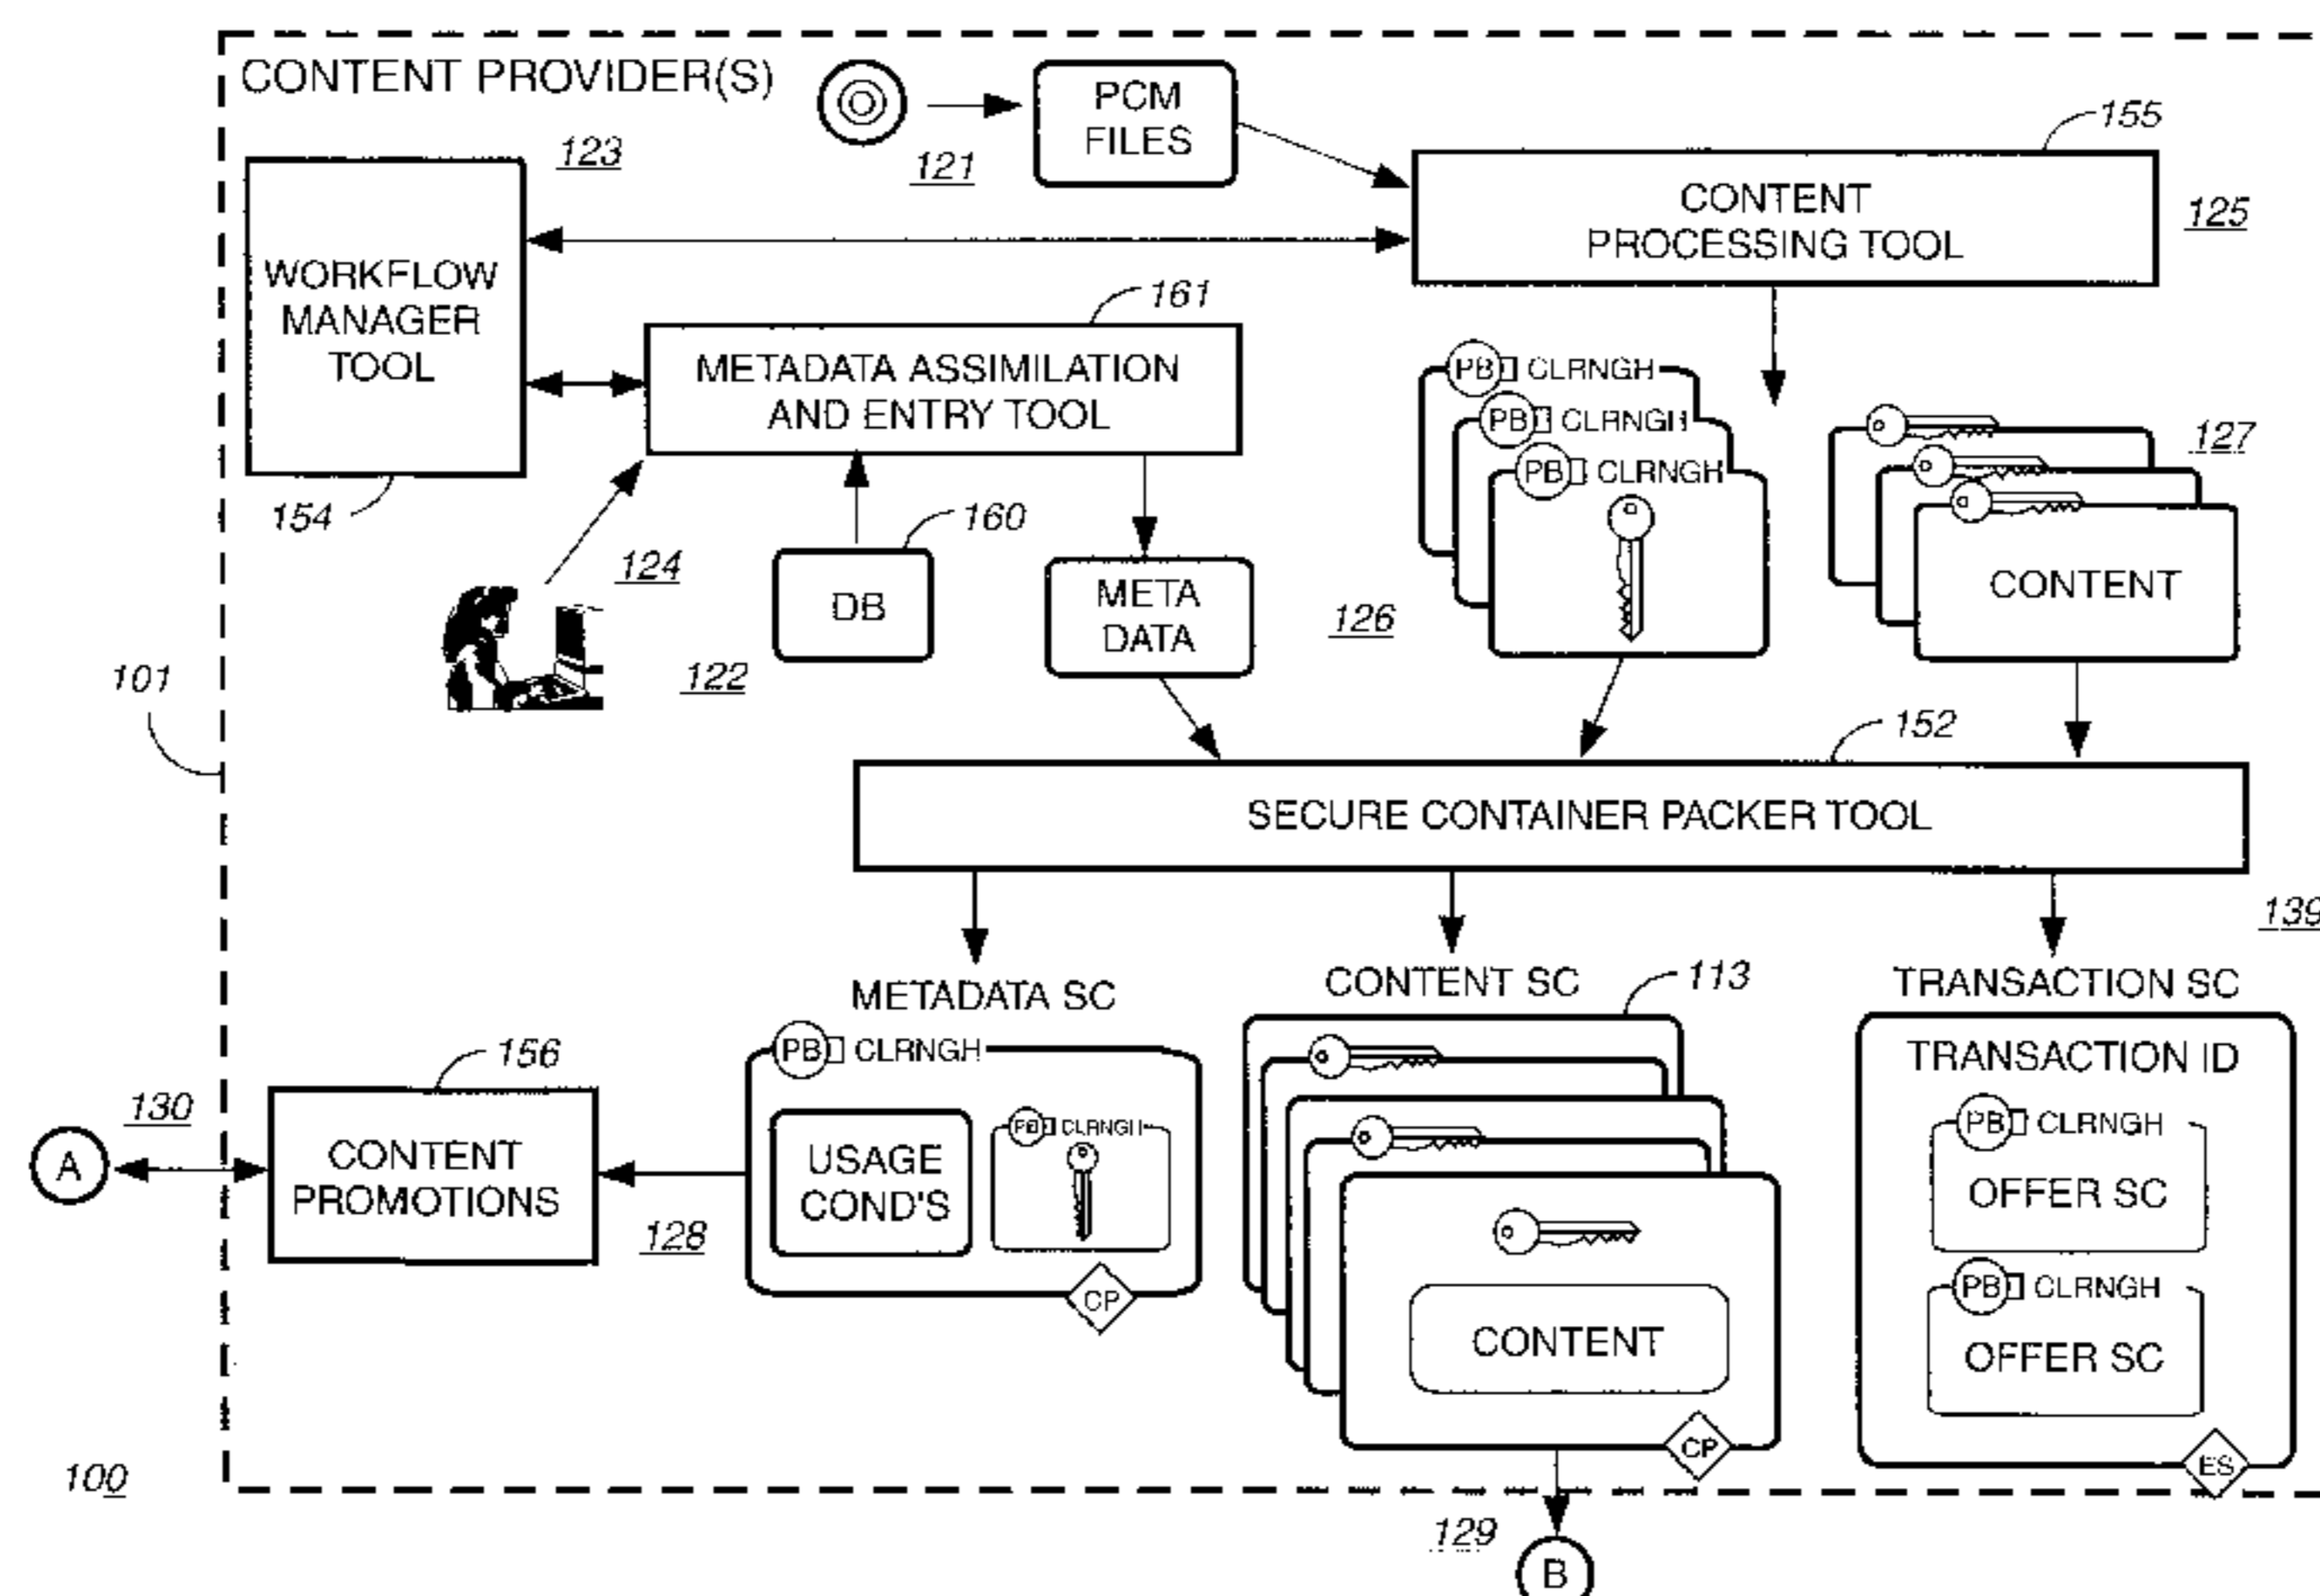 CONTENT PROVIDER(S)
PCM
FILES
155
123
121
CONTENT
PROCESSING TOOL
125
WORKFLOW
MANAGER
TOOL
161
METADATA ASSIMILATION
AND ENTRY TOOL
PB CLRNGH
PB CLRNGH
PB CLRNGH
127
154
160
124
DB
META
DATA
126
CONTENT
122
101
152
SECURE CONTAINER PACKER TOOL
139
METADATA SC
CONTENT SC
113
TRANSACTION SC
PB CLRNGH
TRANSACTION ID
156
130
A
CONTENT
PROMOTIONS
128
USAGE
COND'S
PB CLRNGH
PB CLRNGH
OFFER SC
PB CLRNGH
OFFER SC
CP
CONTENT
CP
ES
100
129
B